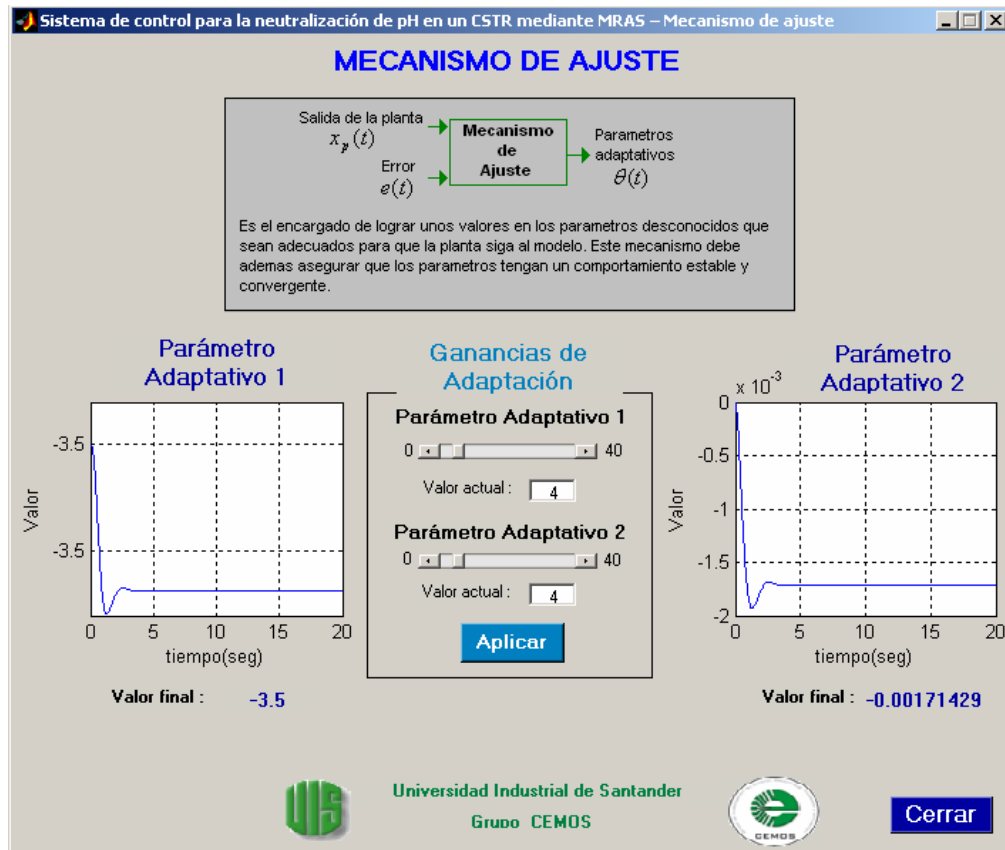 Sistema de control para la neutralización de pH en un CSTR mediante MRAS – Mecanismo de ajuste
MECANISMO DE AJUSTE
Salida de la planta
x_p(t)
Error
e(t)
Mecanismo
de
Ajuste
Parametros
adaptativos
θ(t)
Es el encargado de lograr unos valores en los parametros desconocidos que
sean adecuados para que la planta siga al modelo. Este mecanismo debe
ademas asegurar que los parametros tengan un comportamiento estable y
convergente.
Parámetro
Adaptativo 1
-3.5
-3.5
Valor
0 5 10 15 20
tiempo(seg)
Valor final : -3.5
Ganancias de
Adaptación
Parámetro Adaptativo 1
0 40
Valor actual : 4
Parámetro Adaptativo 2
0 40
Valor actual : 4
Aplicar
Parámetro
Adaptativo 2
x 10^-3
0
-0.5
-1
-1.5
-2
Valor
0 5 10 15 20
tiempo(seg)
Valor final : -0.00171429
UIS
Universidad Industrial de Santander
Grupo CEMOS
CEMOS
Cerrar